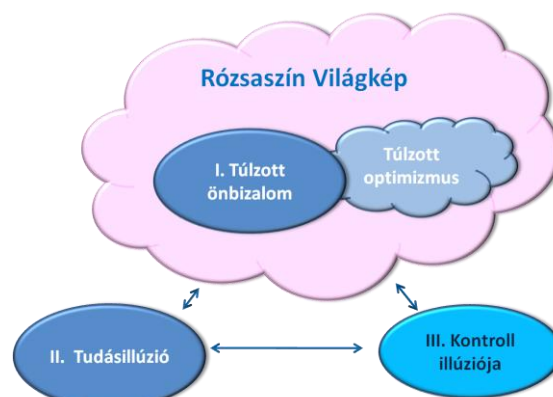 Rózsaszín Világkép
I. Túlzott
önbizalom
Túlzott
optimizmus
II. Tudásillúzió
III. Kontroll
illúziója